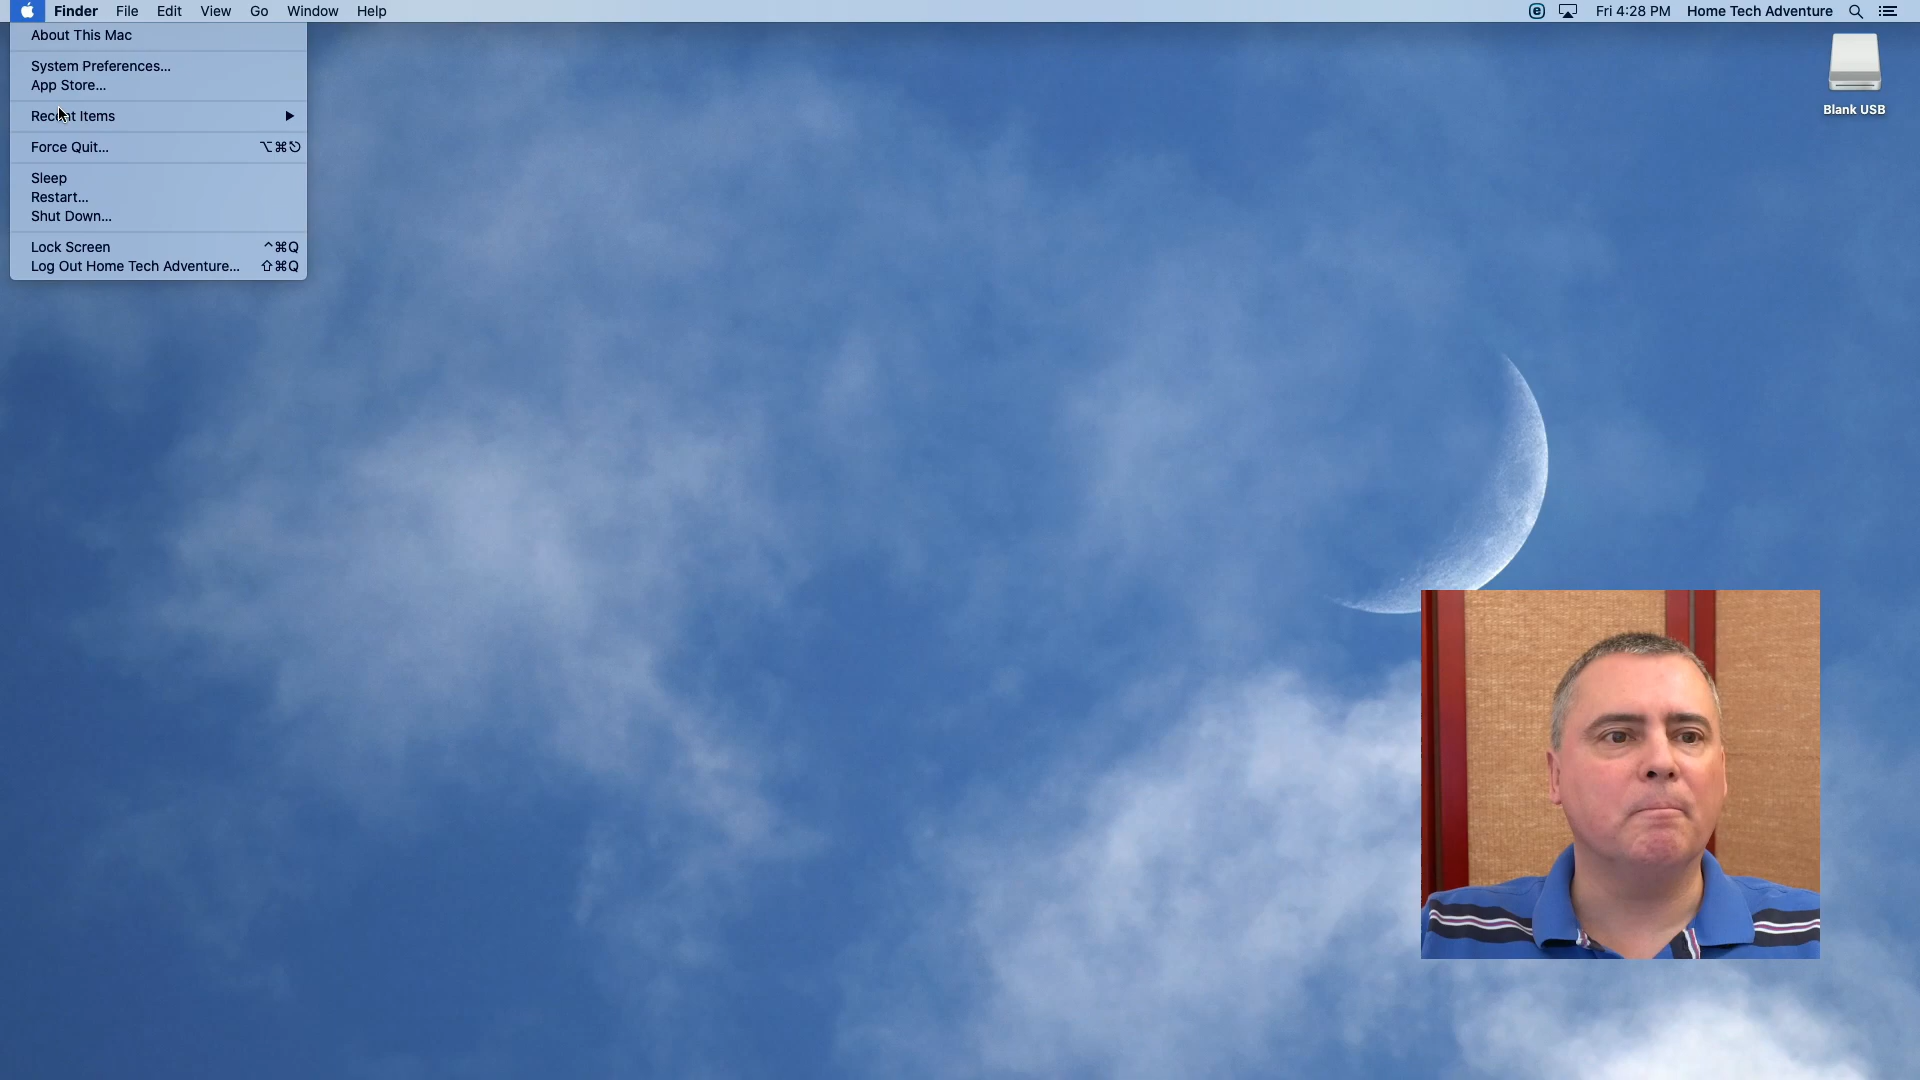 Finder File Edit View Go Window Help Fri 4:28 PM Home Tech Adventure
About This Mac
System Preferences...
App Store...
Recent Items
Force Quit... ⌥⌘⎋
Sleep
Restart...
Shut Down...
Lock Screen ^⌘Q
Log Out Home Tech Adventure... ⇧⌘Q
Blank USB